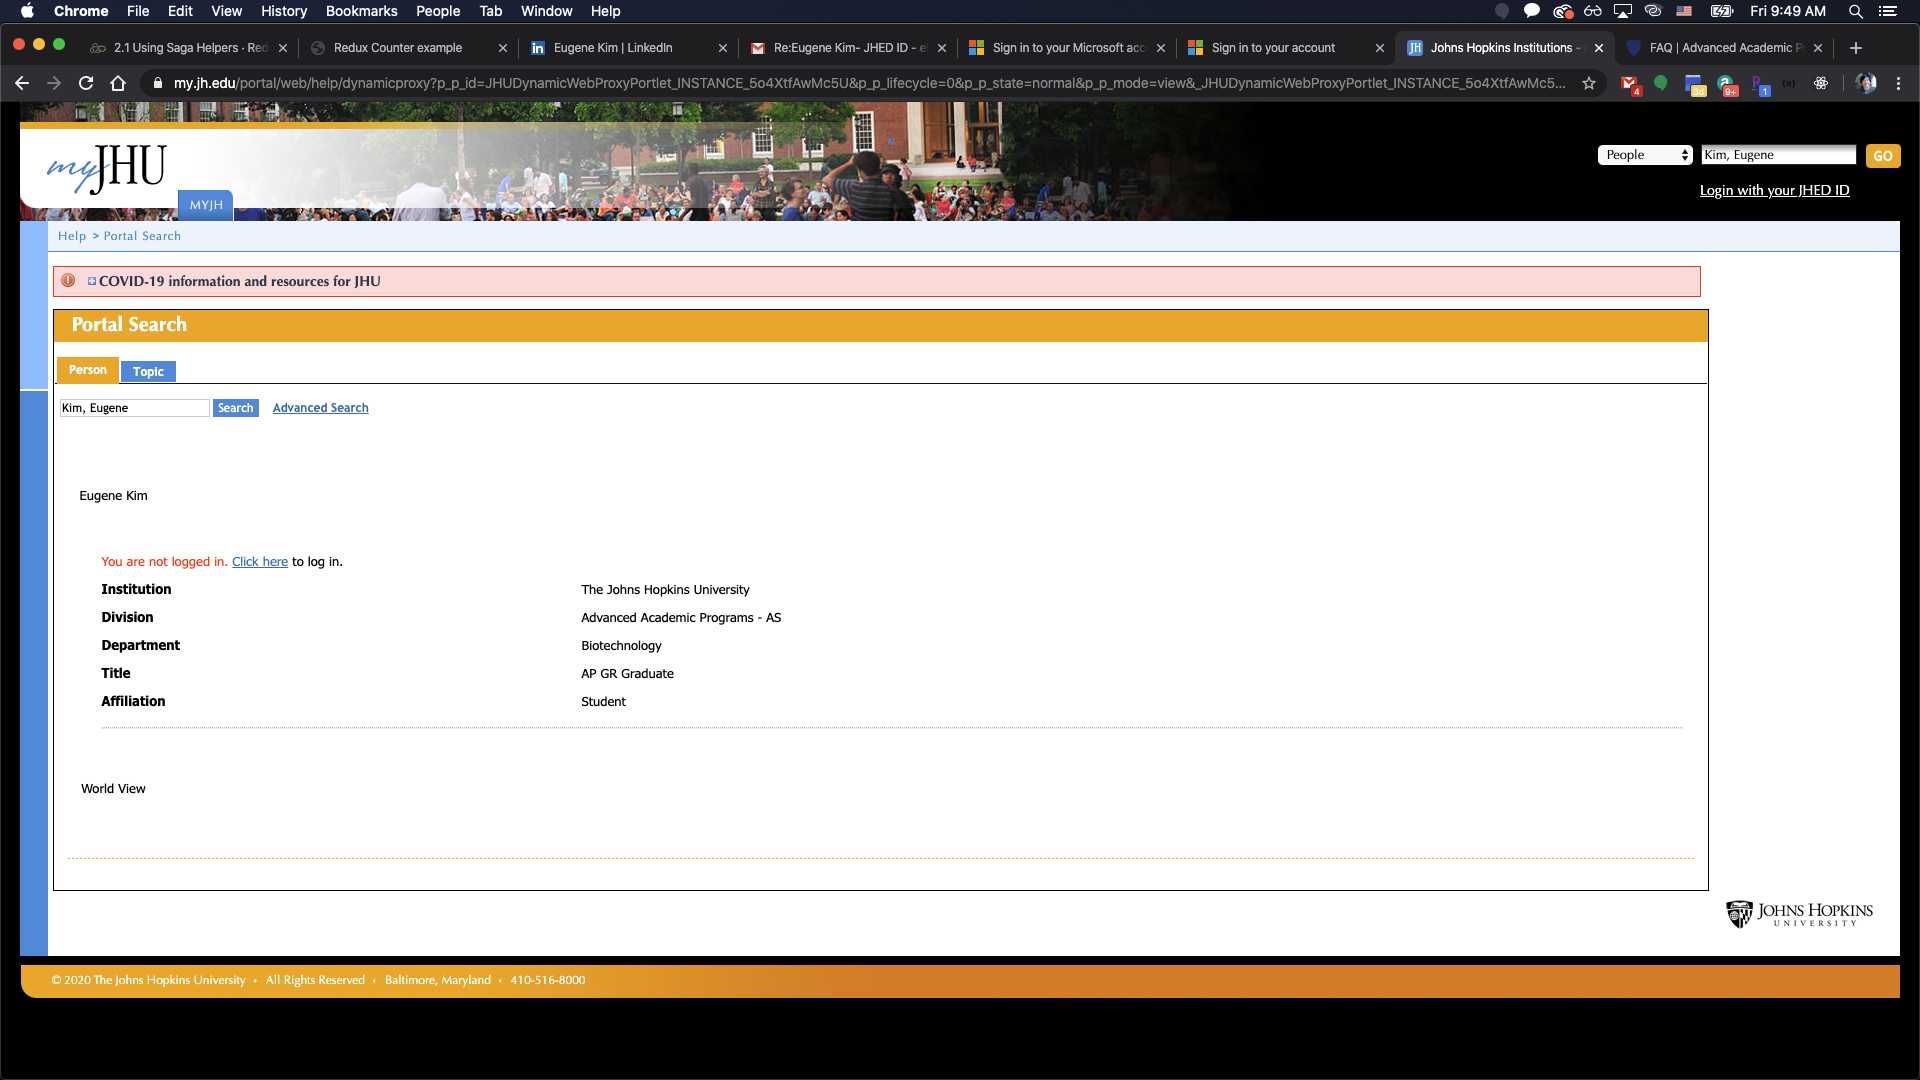 Chrome File Edit View History Bookmarks People Tab Window Help Fri 9:49 AM
2.1 Using Saga Helpers · Red Redux Counter example Eugene Kim | LinkedIn Re:Eugene Kim- JHED ID - e Sign in to your Microsoft acc Sign in to your account Johns Hopkins Institutions - FAQ | Advanced Academic P
my.jh.edu/portal/web/help/dynamicproxy?p_p_id=JHUDynamicWebProxyPortlet_INSTANCE_5o4XtfAwMc5U&p_p_lifecycle=0&p_p_state=normal&p_p_mode=view&_JHUDynamicWebProxyPortlet_INSTANCE_5o4XtfAwMc5... 4 3d 9+ 1
myJHU
People Kim, Eugene GO
Login with your JHED ID
MYJH
Help > Portal Search
COVID-19 information and resources for JHU
Portal Search
Person Topic
Kim, Eugene Search Advanced Search
Eugene Kim
You are not logged in. Click here to log in.
Institution The Johns Hopkins University
Division Advanced Academic Programs - AS
Department Biotechnology
Title AP GR Graduate
Affiliation Student
World View
JOHNS HOPKINS
UNIVERSITY
© 2020 The Johns Hopkins University • All Rights Reserved • Baltimore, Maryland • 410-516-8000